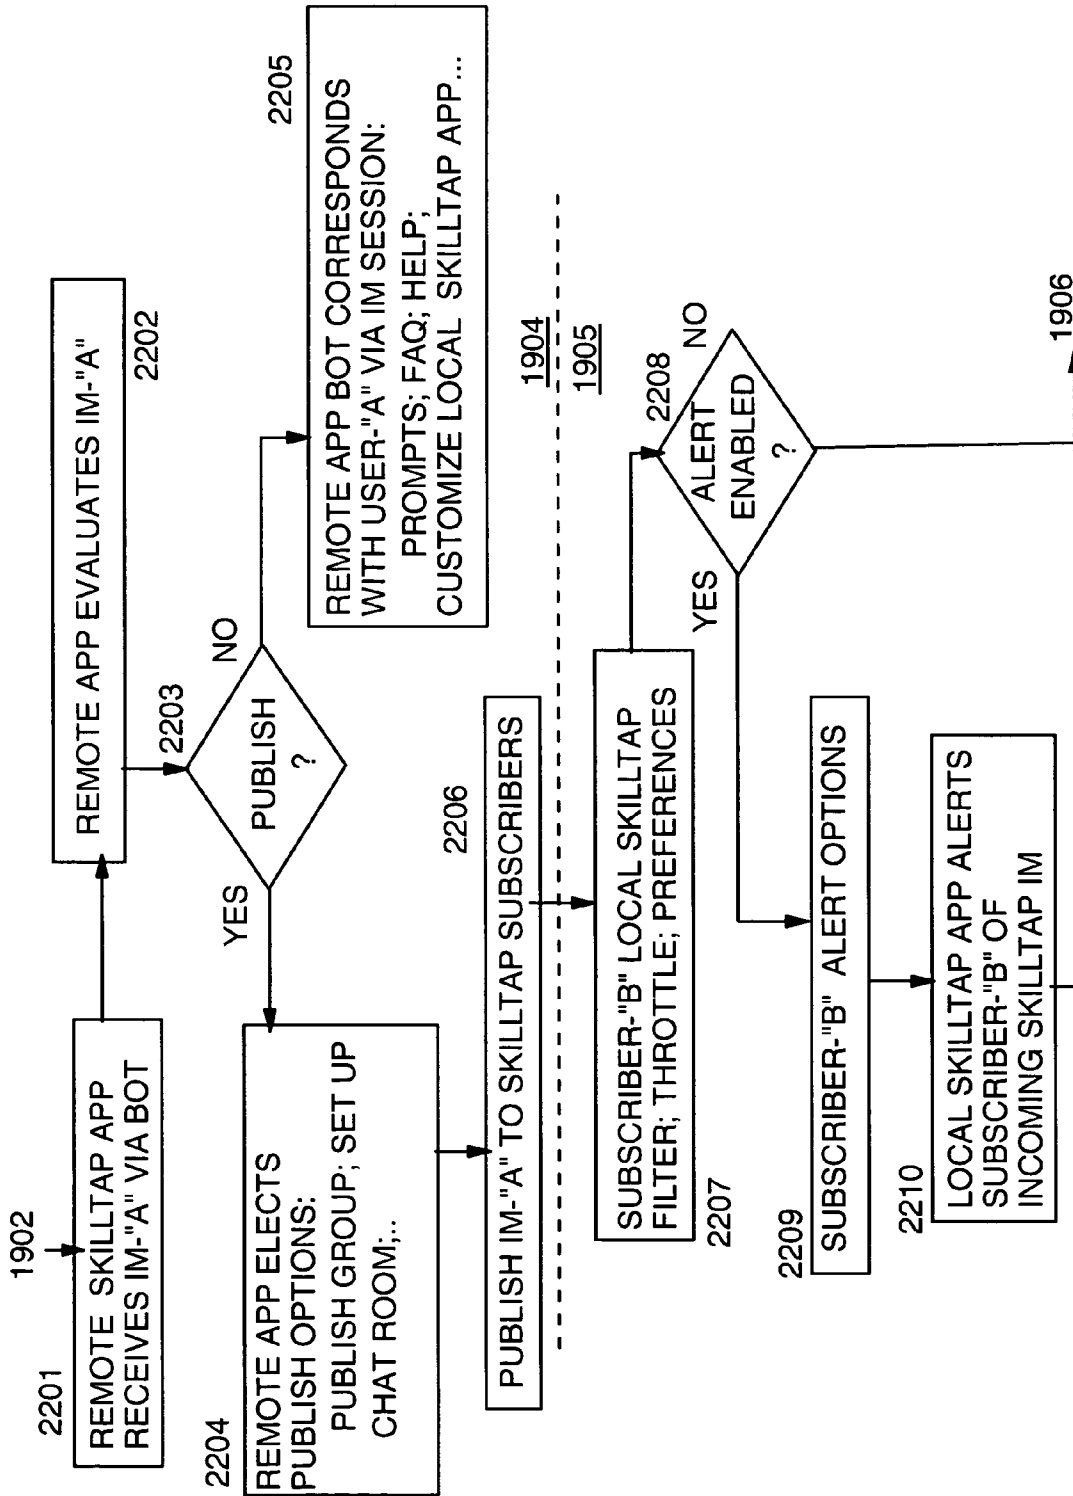 1902
2201
REMOTE SKILLTAP APP
RECEIVES IM-"A" VIA BOT
REMOTE APP EVALUATES IM-"A"
2202
2203
PUBLISH
?
YES
NO
2204
REMOTE APP ELECTS
PUBLISH OPTIONS:
PUBLISH GROUP; SET UP
CHAT ROOM;..
2205
REMOTE APP BOT CORRESPONDS
WITH USER-"A" VIA IM SESSION:
PROMPTS; FAQ; HELP;
CUSTOMIZE LOCAL SKILLTAP APP...
2206
PUBLISH IM-"A" TO SKILLTAP SUBSCRIBERS
1904
1905
SUBSCRIBER-"B" LOCAL SKILLTAP
FILTER; THROTTLE; PREFERENCES
2207
2208
ALERT
ENABLED
?
YES
NO
2209
SUBSCRIBER-"B" ALERT OPTIONS
2210
LOCAL SKILLTAP APP ALERTS
SUBSCRIBER-"B" OF
INCOMING SKILLTAP IM
1906